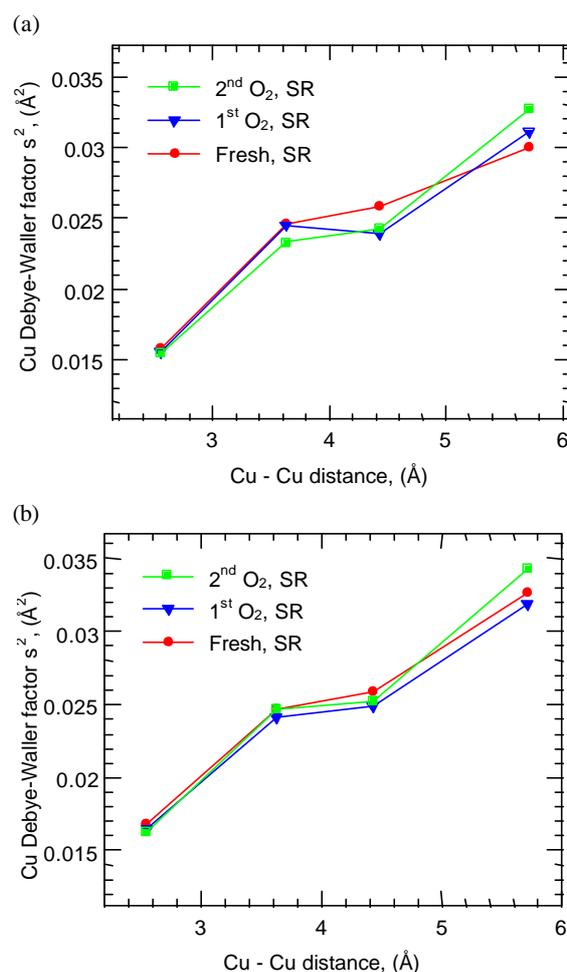 (a)
0.035
2nd O2, SR
1st O2, SR
0.03
Fresh, SR
0.025
0.02
0.015
Cu Debye-Waller factor s2, (Å2)
3 4 5 6
Cu - Cu distance, (Å)
(b)
0.035
2nd O2, SR
1st O2, SR
0.03
Fresh, SR
0.025
0.02
0.015
Cu Debye-Waller factor s2, (Å2)
3 4 5 6
Cu - Cu distance, (Å)